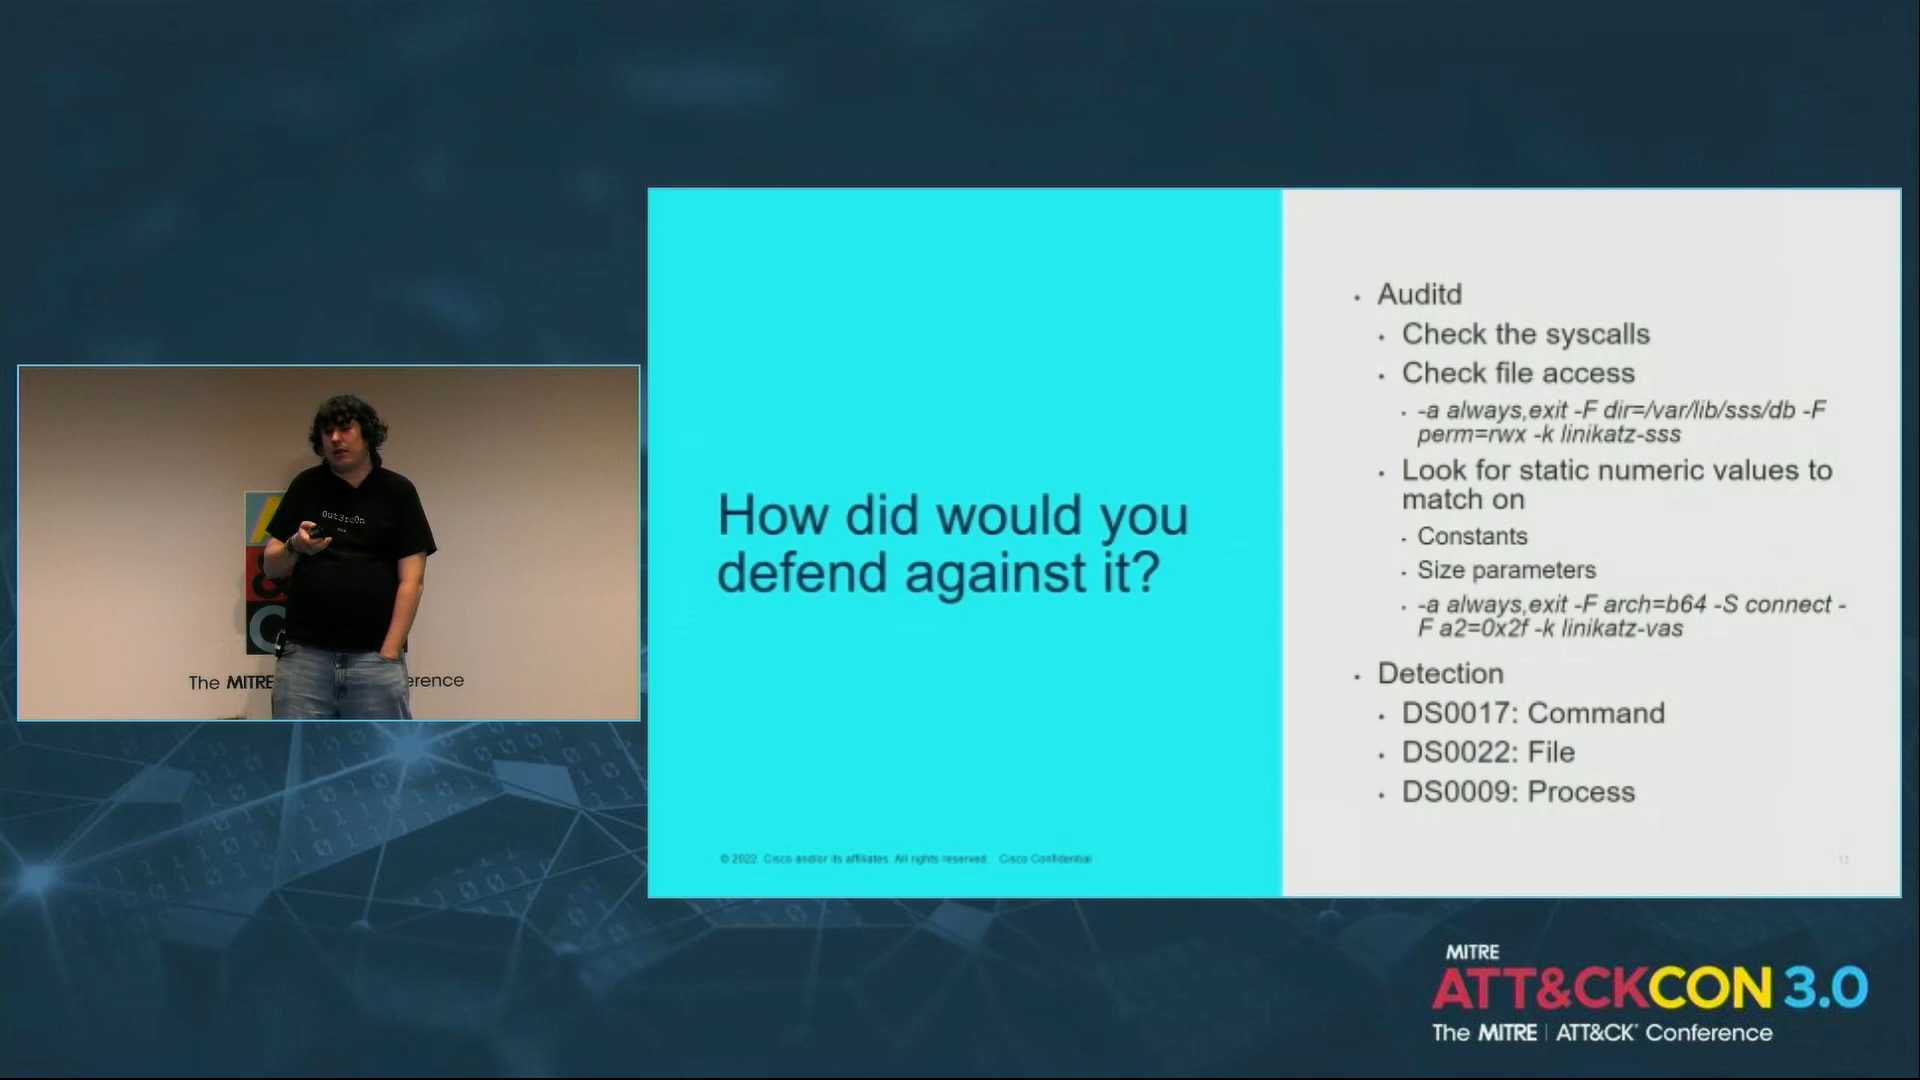 How did would you
defend against it?
© 2022 Cisco and/or its affiliates. All rights reserved. Cisco Confidential
Auditd
Check the syscalls
Check file access
-a always,exit -F dir=/var/lib/sss/db -F
perm=rwx -k linikatz-sss
Look for static numeric values to
match on
Constants
Size parameters
-a always,exit -F arch=b64 -S connect -
F a2=0x2f -k linikatz-vas
Detection
DS0017: Command
DS0022: File
DS0009: Process
13
0ut3rc0n
The MITRE
erence
MITRE
ATT&CKCON 3.0
The MITRE | ATT&CK® Conference